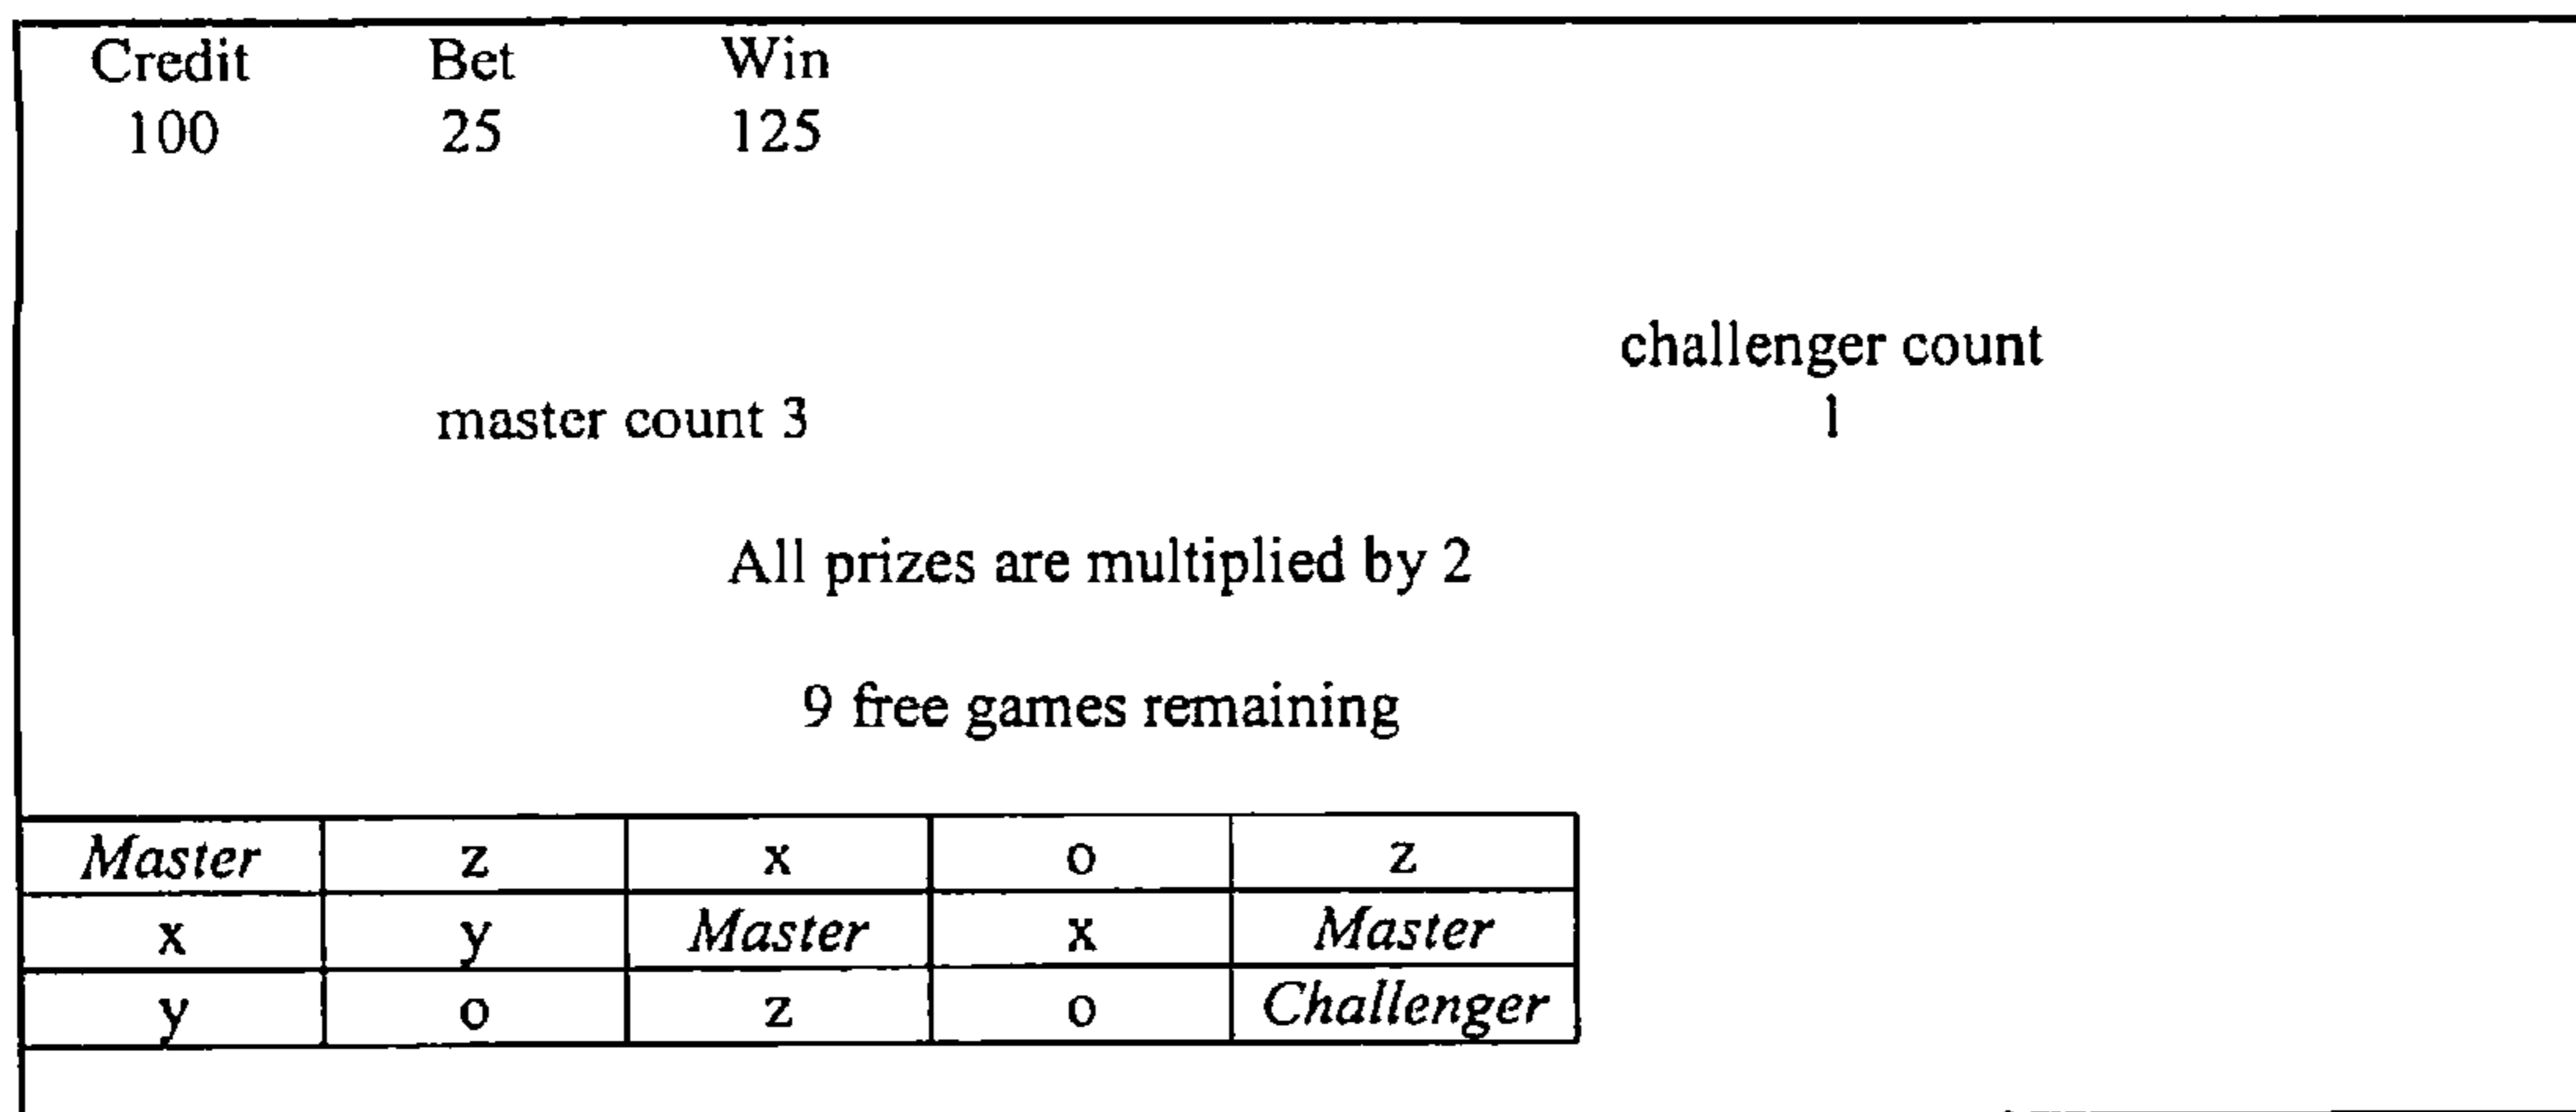 Credit Bet Win
100 25 125
challenger count
master count 3 1
All prizes are multiplied by 2
9 free games remaining
Master z x o z
x y Master x Master
y o z o Challenger